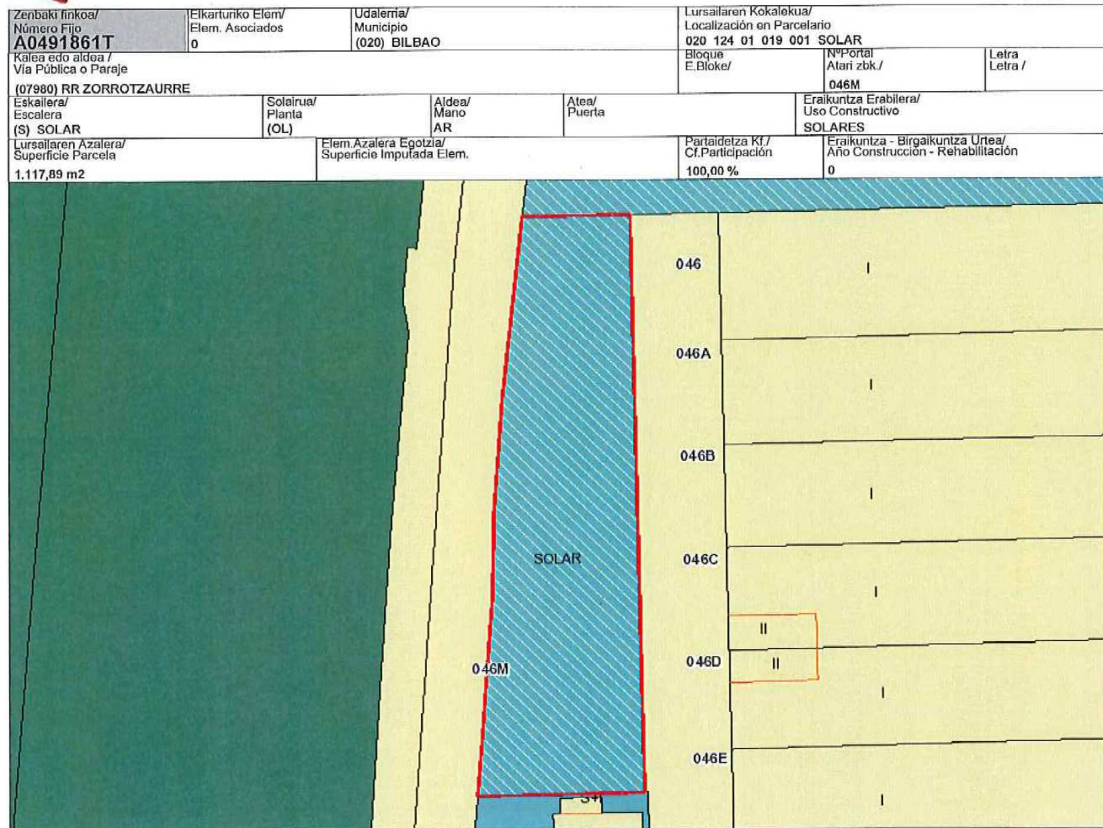 Zenbaki finkoa/
Número Fijo
A0491861T
Elkarturiko Elem/
Elem. Asociados
0
Udalerria/
Municipio
(020) BILBAO
Lursailaren Kokalekua/
Localización en Parcelario
020 124 01 019 001 SOLAR
Kalea edo aldea /
Vía Pública o Paraje
(07980) RR ZORROTZAURRE
Bloque
E.Bloke/
NºPortal
Atari zbk./
046M
Letra
Letra /
Eskailera/
Escalera
(S) SOLAR
Solairua/
Planta
(OL)
Aldea/
Mano
AR
Atea/
Puerta
Eraikuntza Erabilera/
Uso Constructivo
SOLARES
Lursailaren Azalera/
Superficie Parcela
1.117,89 m2
Elem.Azalera Egotzia/
Superficie Imputada Elem.
Partaidetza Kf./
Cf.Participación
100,00 %
Eraikuntza - Birgaikuntza Urtea/
Año Construcción - Rehabilitación
0
046
I
046A
I
046B
I
SOLAR
046C
I
II
046M
046D
II
I
046E
I